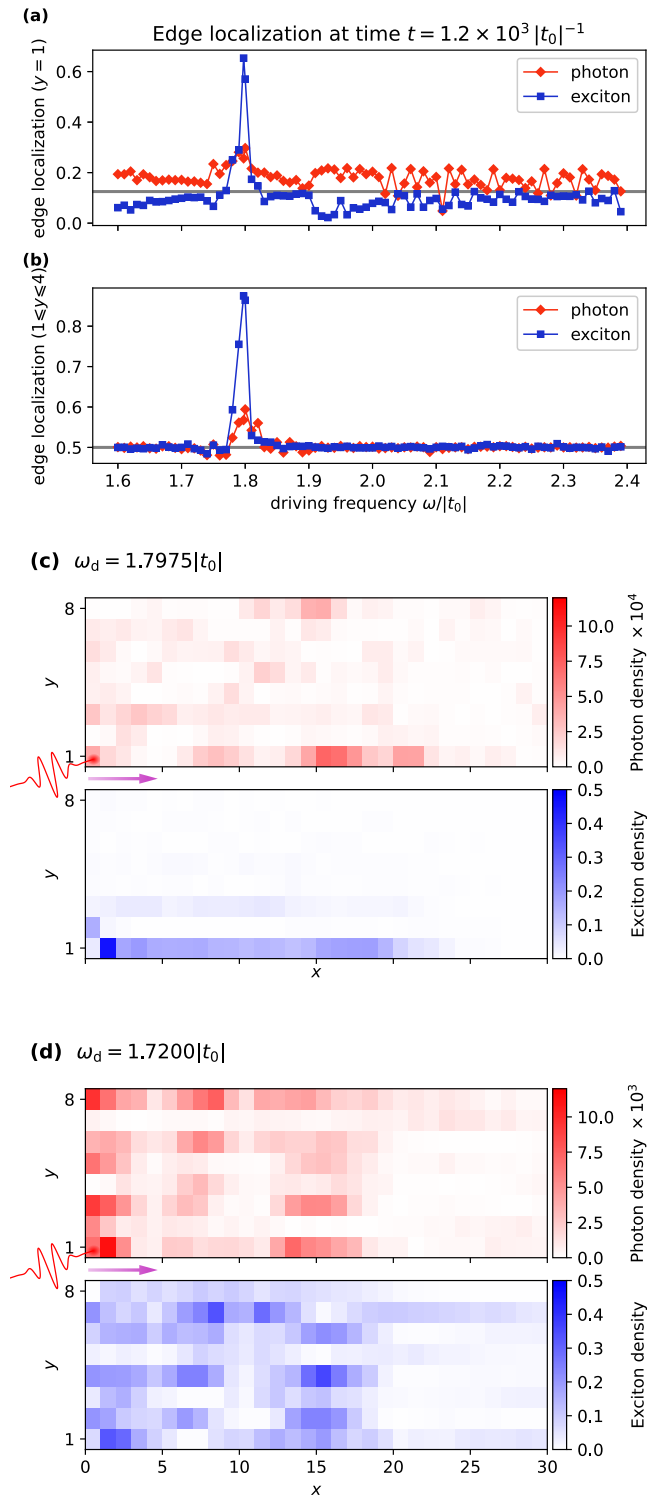 (a)
Edge localization at time t = 1.2 × 10³ |t₀|⁻¹
edge localization (y = 1)
0.6
0.4
0.2
0.0
photon
exciton
(b)
edge localization (1≤y≤4)
0.8
0.7
0.6
0.5
photon
exciton
1.6 1.7 1.8 1.9 2.0 2.1 2.2 2.3 2.4
driving frequency ω/|t₀|
(c) ω_d = 1.7975|t₀|
8
y
1
10.0
7.5
5.0
2.5
0.0
Photon density × 10⁴
8
y
1
x
0.5
0.4
0.3
0.2
0.1
0.0
Exciton density
(d) ω_d = 1.7200|t₀|
8
y
1
10.0
7.5
5.0
2.5
0.0
Photon density × 10³
8
y
1
0 5 10 15 20 25 30
x
0.5
0.4
0.3
0.2
0.1
0.0
Exciton density